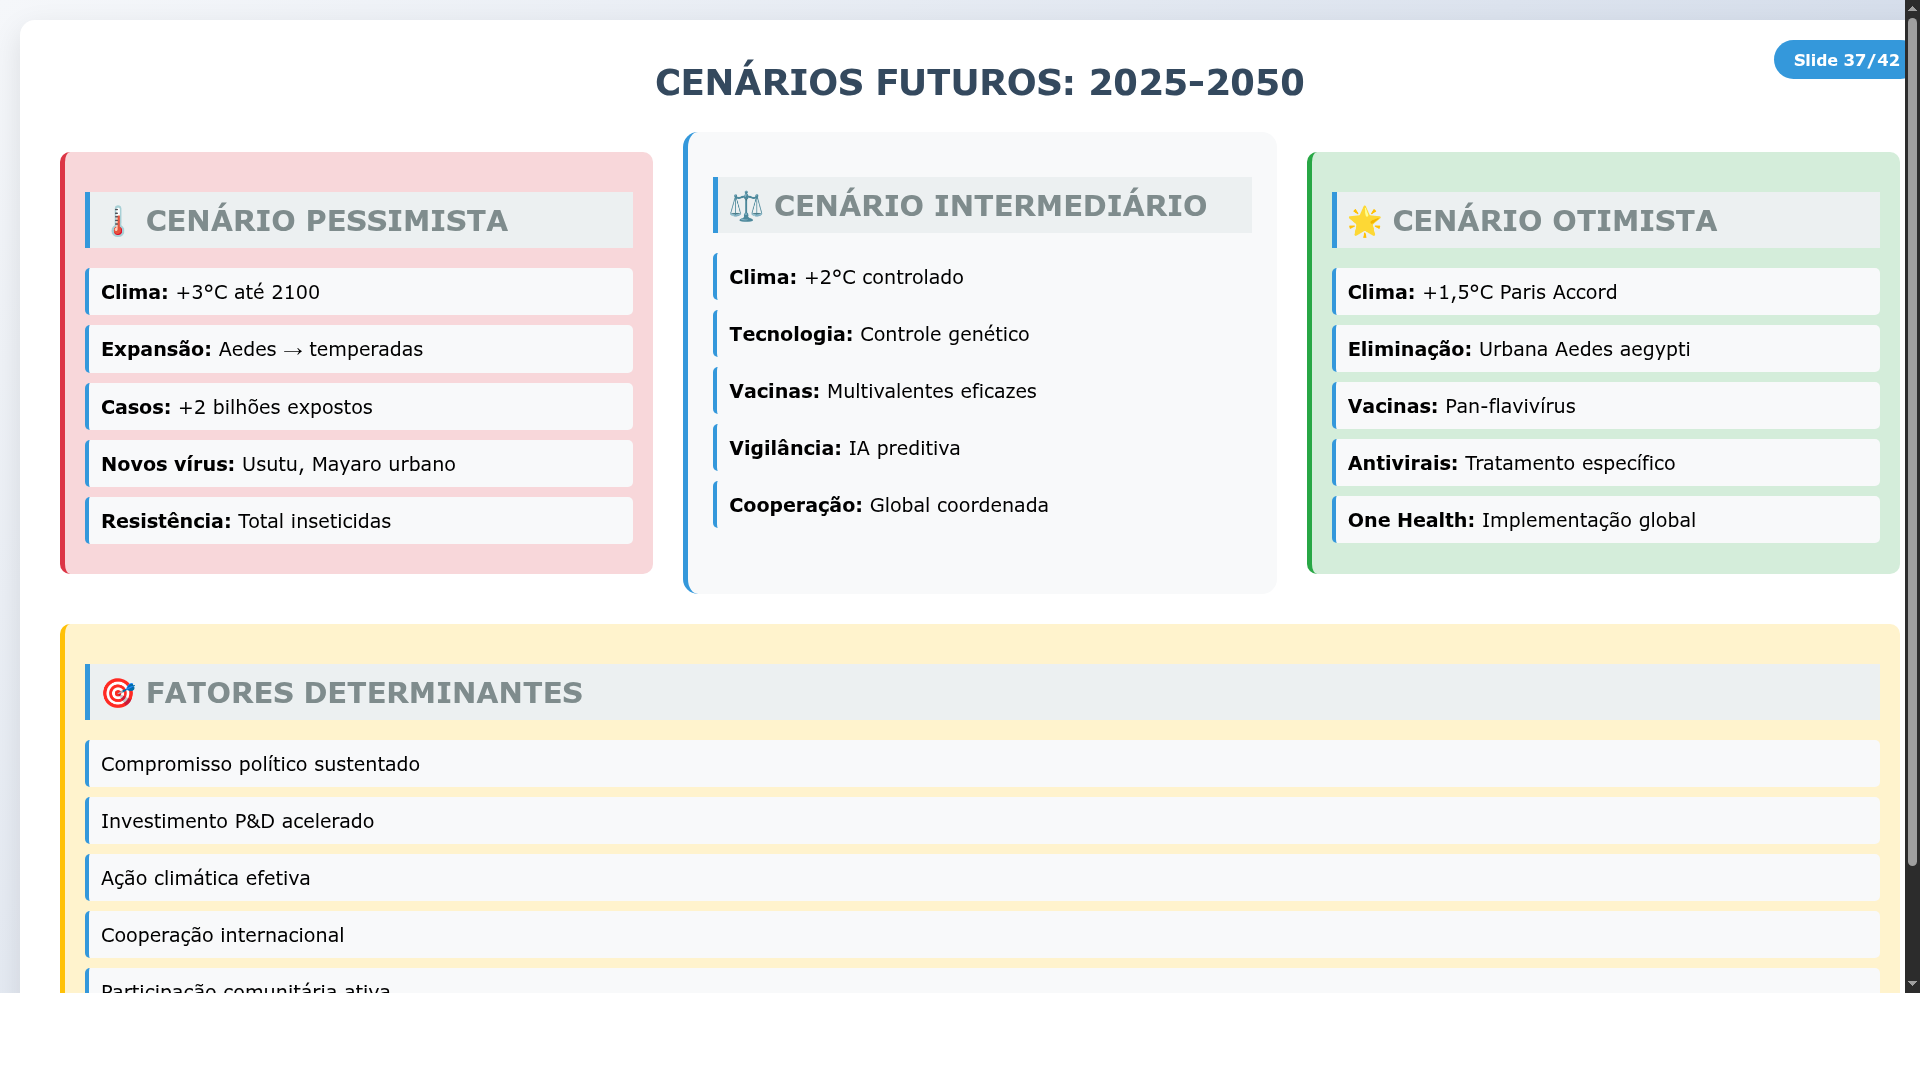 Slide 37/42
CENÁRIOS FUTUROS: 2025-2050
🌡️ CENÁRIO PESSIMISTA
Clima: +3°C até 2100
Expansão: Aedes → temperadas
Casos: +2 bilhões expostos
Novos vírus: Usutu, Mayaro urbano
Resistência: Total inseticidas
⚖️ CENÁRIO INTERMEDIÁRIO
Clima: +2°C controlado
Tecnologia: Controle genético
Vacinas: Multivalentes eficazes
Vigilância: IA preditiva
Cooperação: Global coordenada
🌟 CENÁRIO OTIMISTA
Clima: +1,5°C Paris Accord
Eliminação: Urbana Aedes aegypti
Vacinas: Pan-flavivírus
Antivirais: Tratamento específico
One Health: Implementação global
🎯 FATORES DETERMINANTES
Compromisso político sustentado
Investimento P&D acelerado
Ação climática efetiva
Cooperação internacional
Participação comunitária ativa